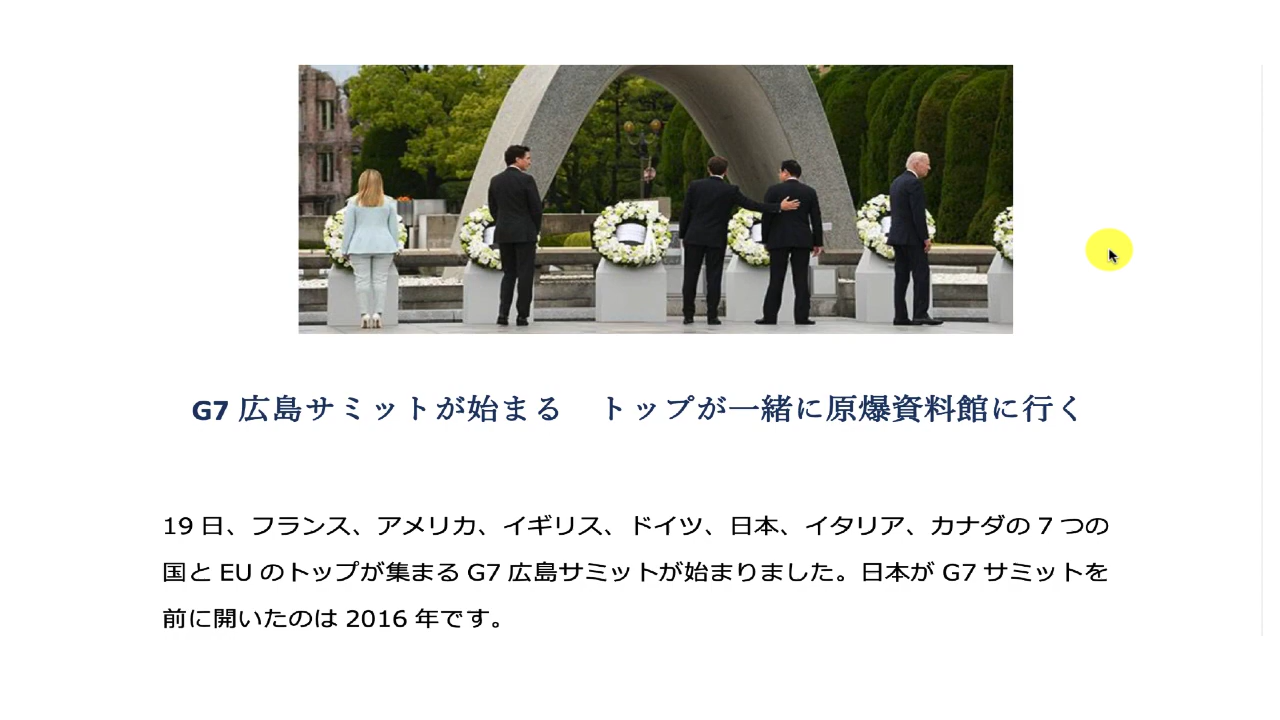 G7 広島サミットが始まる　トップが一緒に原爆資料館に行く
19 日、フランス、アメリカ、イギリス、ドイツ、日本、イタリア、カナダの 7 つの
国と EU のトップが集まる G7 広島サミットが始まりました。日本が G7 サミットを
前に開いたのは 2016 年です。